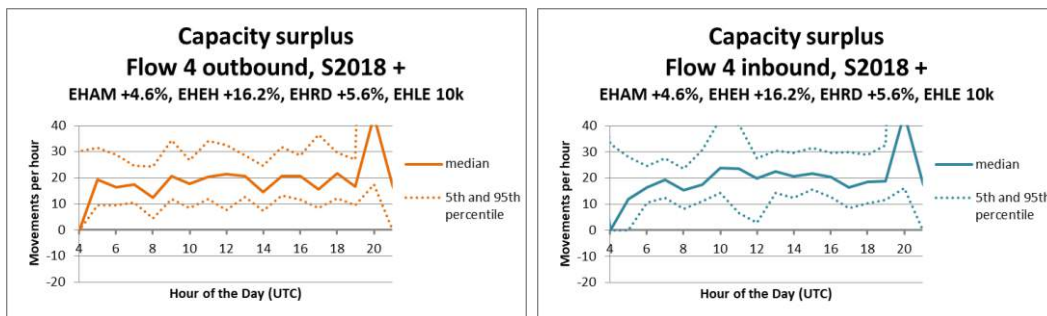 Capacity surplus
Flow 4 outbound, S2018 +
EHAM +4.6%, EHEH +16.2%, EHRD +5.6%, EHLE 10k
Movements per hour
40
30
20
10
0
-10
-20
4 6 8 10 12 14 16 18 20
Hour of the Day (UTC)
median
5th and 95th
percentile
Capacity surplus
Flow 4 inbound, S2018 +
EHAM +4.6%, EHEH +16.2%, EHRD +5.6%, EHLE 10k
Movements per hour
40
30
20
10
0
-10
-20
4 6 8 10 12 14 16 18 20
Hour of the Day (UTC)
median
5th and 95th
percentile